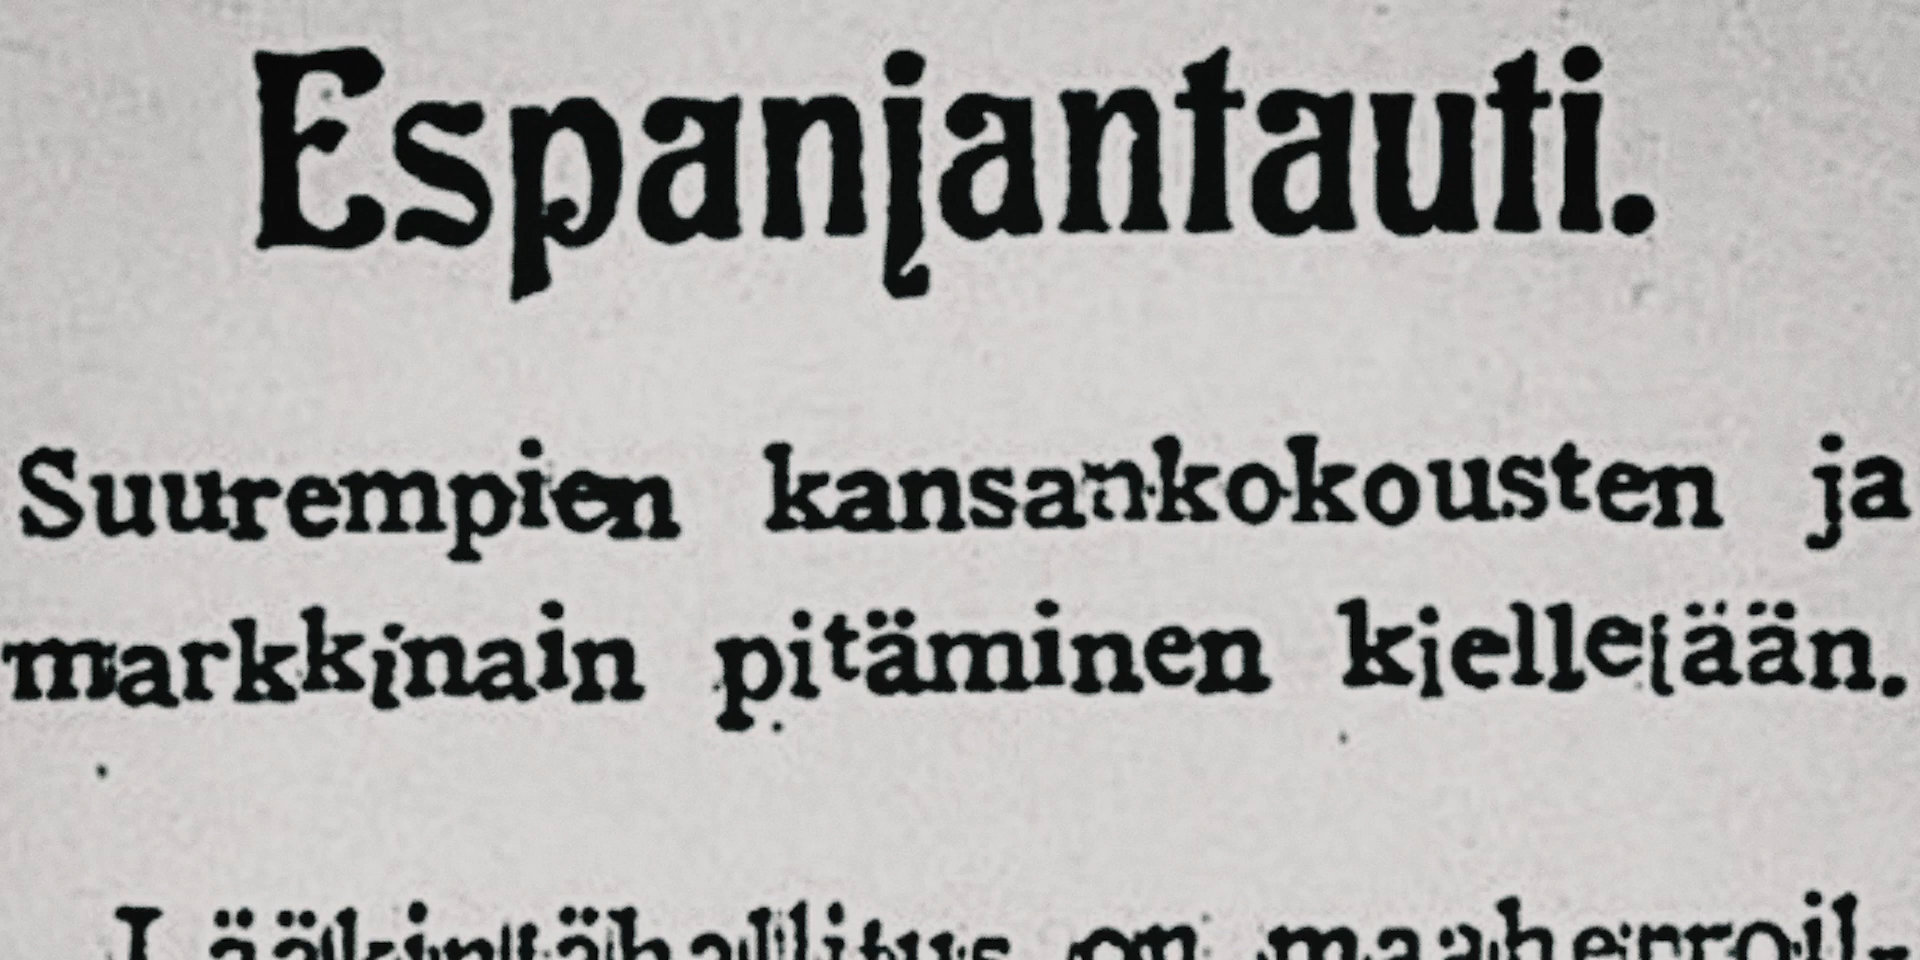 Espanjantauti.
Suurempien kansankokousten ja
markkinain pitäminen kielletään.
Lääkintähallitus on maaherroil-